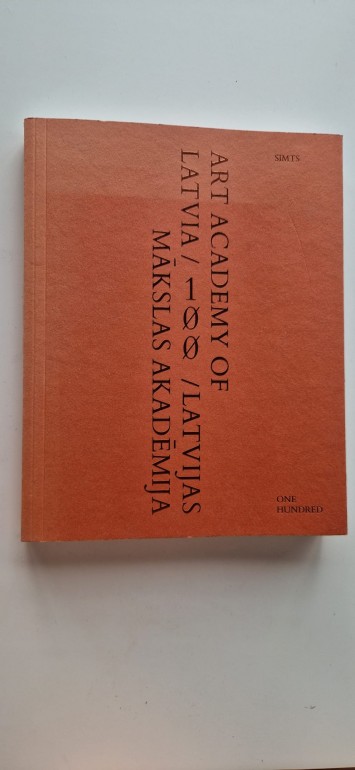 SIMTS
ART ACADEMY OF
LATVIA / 100 / LATVIJAS
MĀKSLAS AKADĒMIJA
ONE
HUNDRED